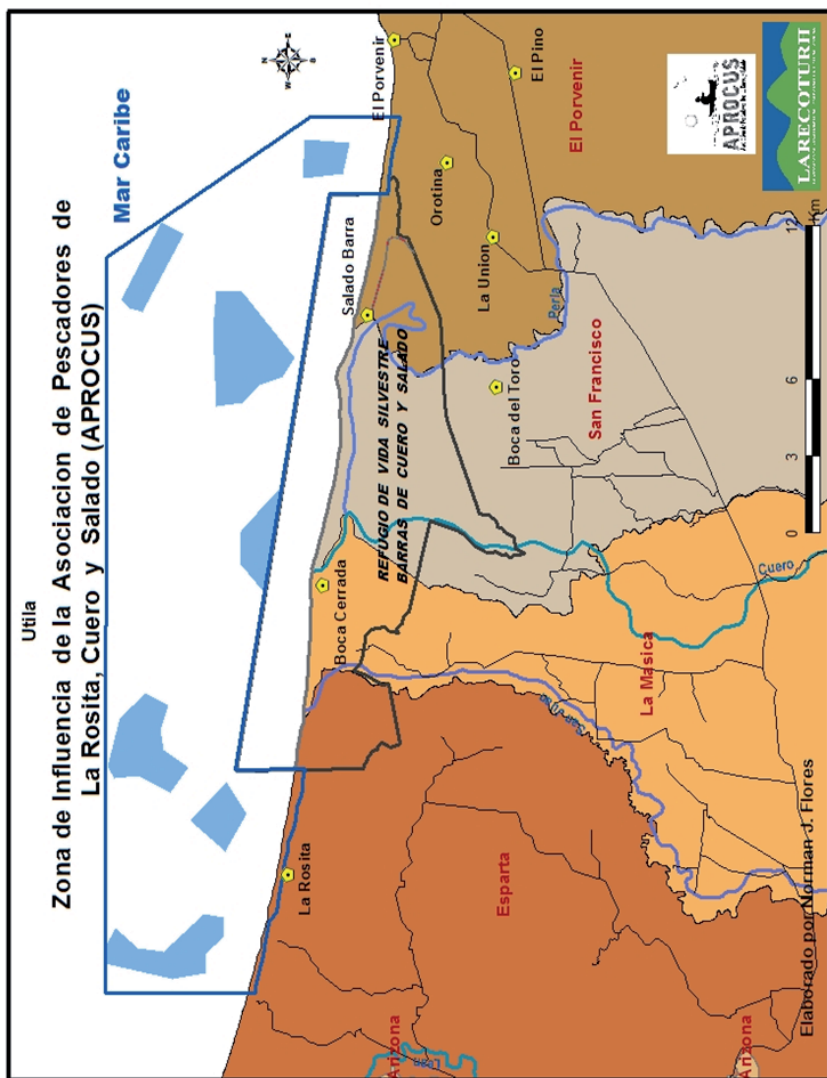 Utila
Zona de Influencia de la Asociacion de Pescadores de
La Rosita, Cuero y Salado (APROCUS)
Mar Caribe
N
W
E
S
El Porvenir
Salado Barra
Boca Cerrada
La Rosita
El Pino
Orotina
La Union
REFUGIO DE VIDA SILVESTRE
BARRAS DE CUERO Y SALADO
Boca del Toro
Perla
El Porvenir
San Francisco
Esparta
La Masica
San Juan
Cuero
Arizona
Lean
Arizona
Elaborado por Norman J. Flores
0
3
6
12
Km
APROCUS
LARECOTURH